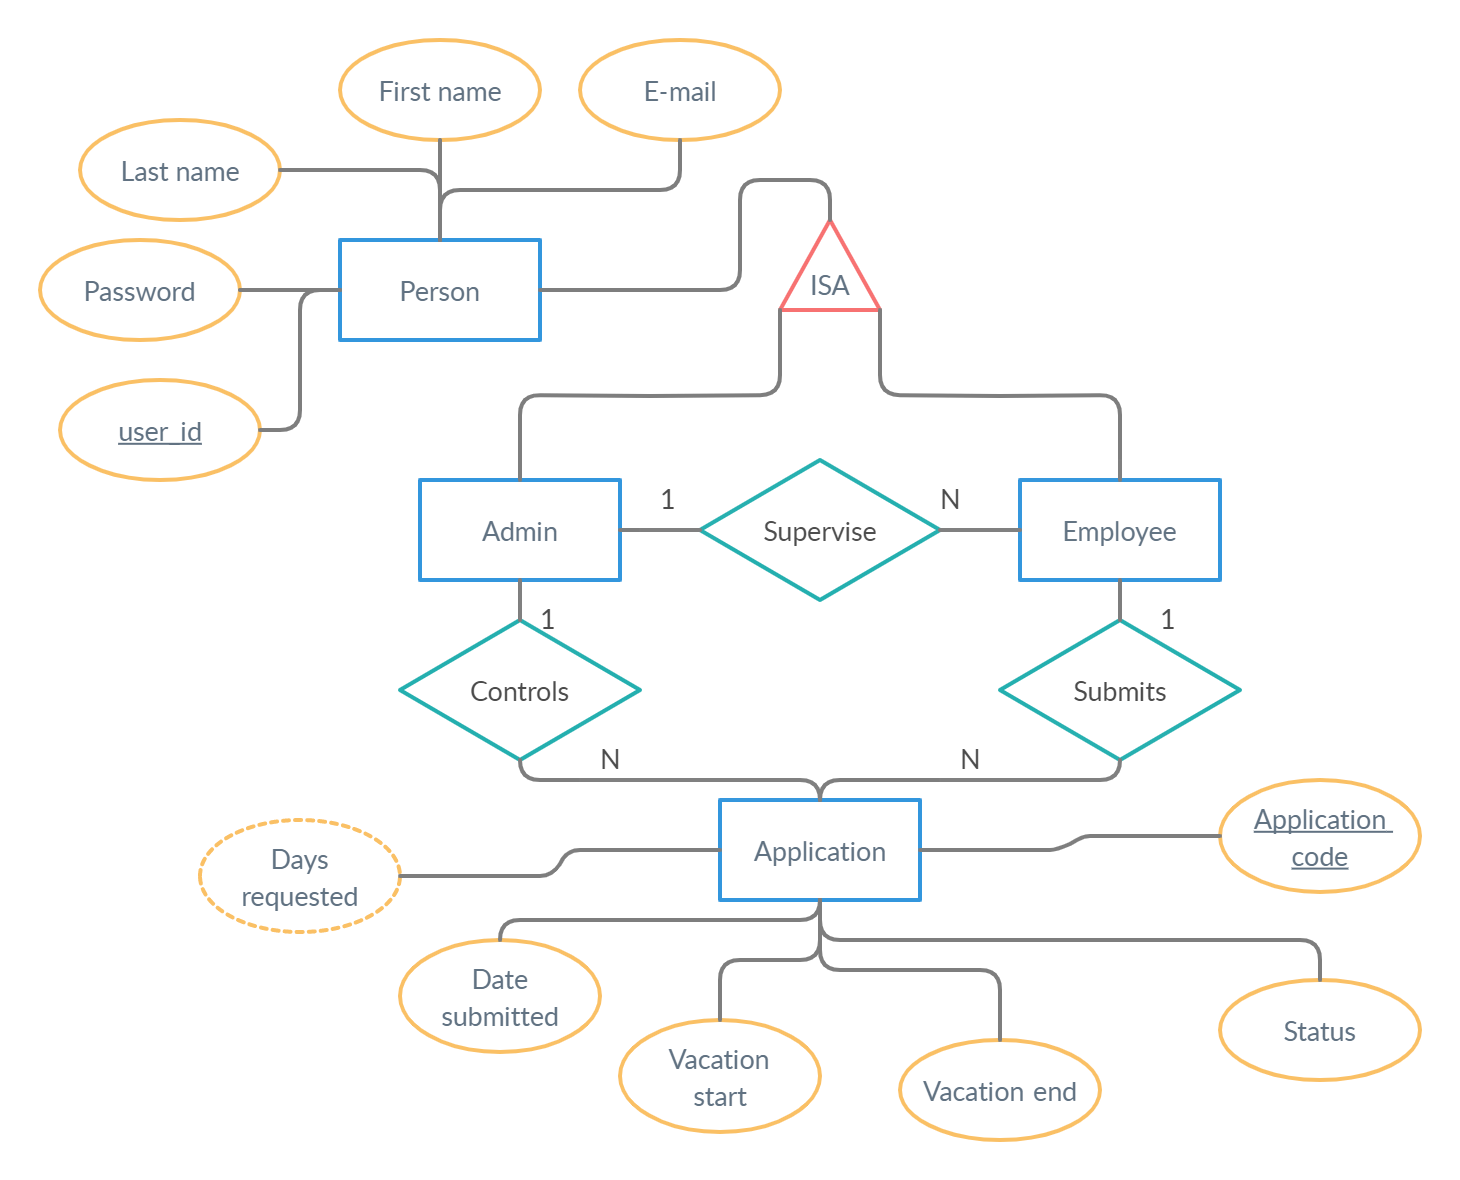 First name
E-mail
Last name
Password
Person
ISA
user_id
Admin
1
Supervise
N
Employee
1
1
Controls
Submits
N
N
Application
code
Days
requested
Application
Date
submitted
Status
Vacation
start
Vacation end